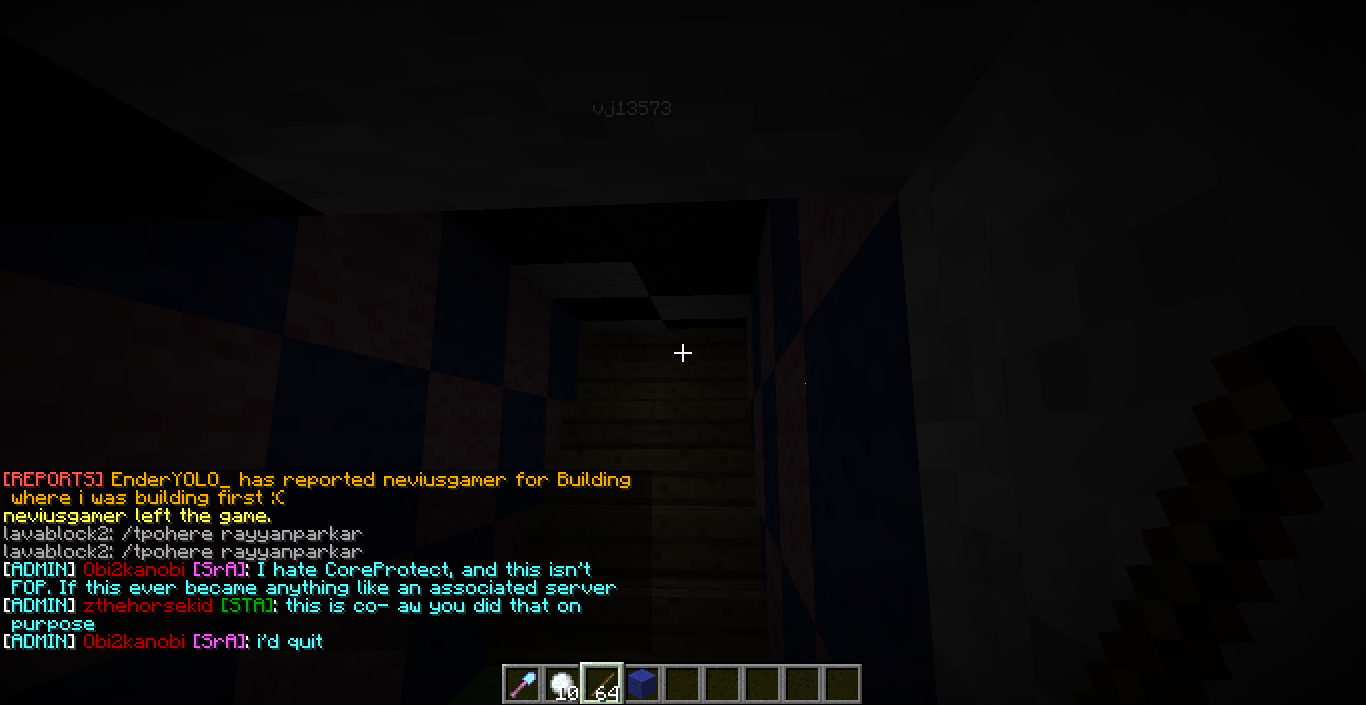 vj13573
[REPORTS] EnderYOLO_ has reported neviusgamer for Building
where i was building first :(
neviusgamer left the game.
lavablock2: /tpohere rayyanparkar
lavablock2: /tpohere rayyanparkar
[ADMIN] Obi2kanobi [SrA]: I hate CoreProtect, and this isn't
FOP. If this ever became anything like an associated server
[ADMIN] zthehorsekid [STA]: this is co- aw you did that on
purpose
[ADMIN] Obi2kanobi [SrA]: i'd quit
10 64